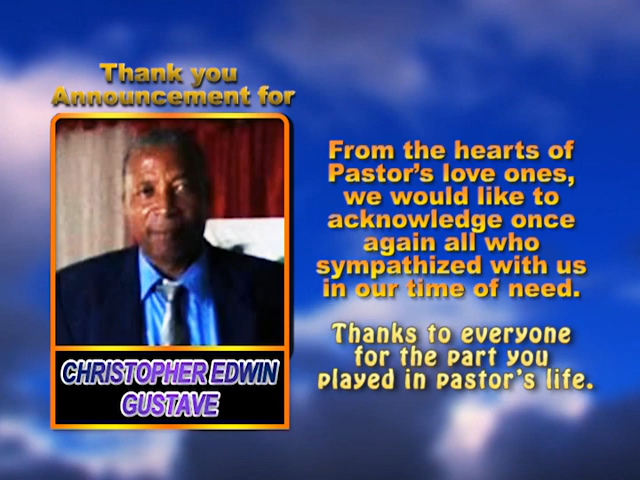 Thank you
Announcement for
CHRISTOPHER EDWIN
GUSTAVE
From the hearts of
Pastor's love ones,
we would like to
acknowledge once
again all who
sympathized with us
in our time of need.
Thanks to everyone
for the part you
played in pastor's life.